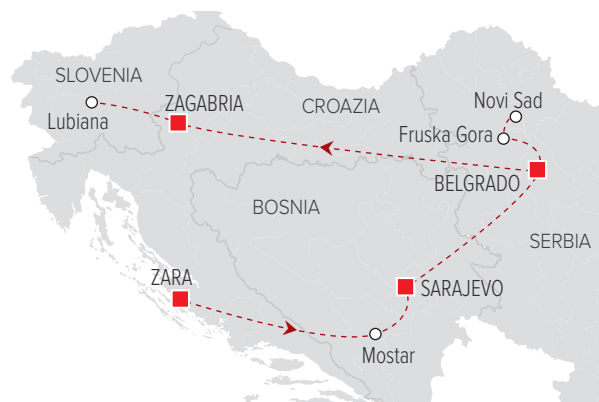 SLOVENIA
Lubiana
ZAGABRIA
CROAZIA
Novi Sad
Fruska Gora
BELGRADO
BOSNIA
SERBIA
ZARA
SARAJEVO
Mostar